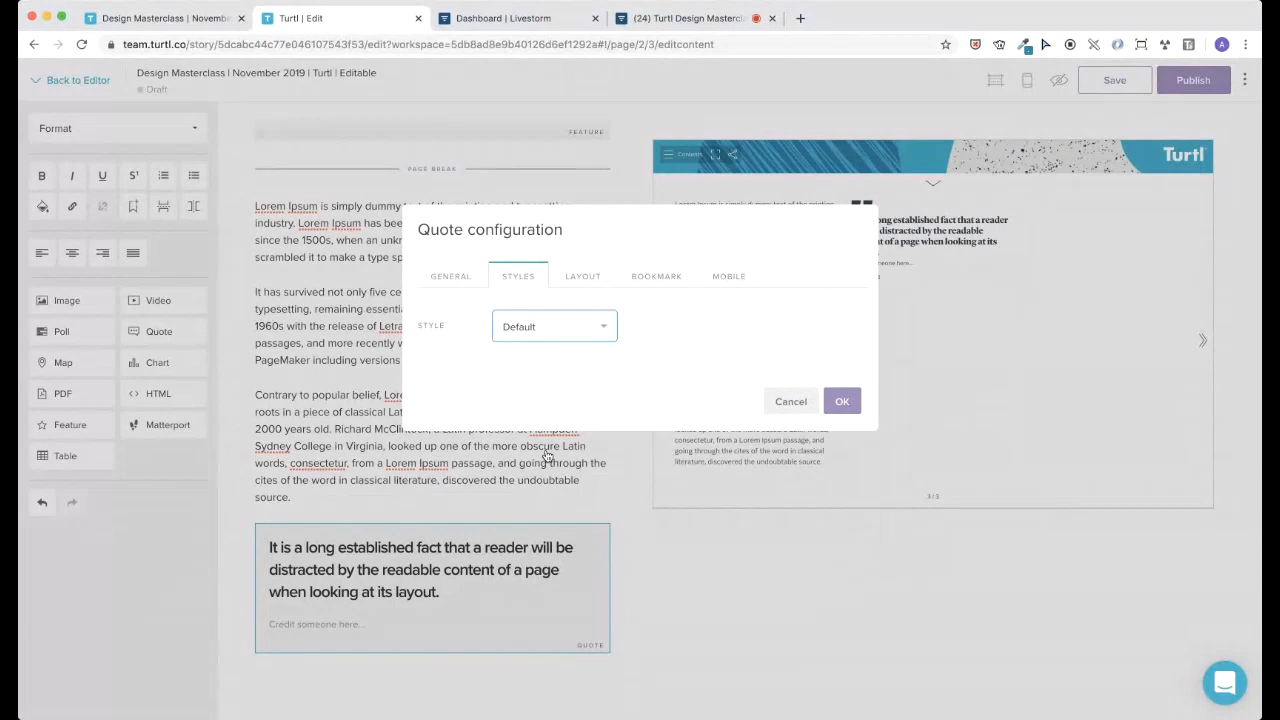 Design Masterclass | Novembe
Turtl | Edit
Dashboard | Livestorm
(24) Turtl Design Mastercl
team.turtl.co/story/5dcabc44c77e046107543f53/edit?workspace=5db8ad8e9b40126d6ef1292a#!/page/2/3/editcontent
A
Back to Editor
Design Masterclass | November 2019 | Turtl | Editable
Draft
Save
Publish
Format
B
I
U
S¹
Image
Video
Poll
Quote
Map
Chart
PDF
HTML
Feature
Matterport
Table
FEATURE
PAGE BREAK
Lorem Ipsum is simply dummy
industry. Lorem Ipsum has bee
since the 1500s, when an unkn
scrambled it to make a type sp
It has survived not only five ce
typesetting, remaining essentia
1960s with the release of Letra
passages, and more recently w
PageMaker including versions
Contrary to popular belief, Lore
roots in a piece of classical Lat
2000 years old. Richard McClintock, a Latin professor at Hampden
Sydney College in Virginia, looked up one of the more obscure Latin
words, consectetur, from a Lorem Ipsum passage, and going through the
cites of the word in classical literature, discovered the undoubtable
source.
It is a long established fact that a reader will be
distracted by the readable content of a page
when looking at its layout.
Credit someone here...
QUOTE
Quote configuration
GENERAL
STYLES
LAYOUT
BOOKMARK
MOBILE
STYLE
Default
Cancel
OK
Contents
Turtl
ong established fact that a reader
distracted by the readable
of a page when looking at its
one here...
consectetur, from a Lorem Ipsum passage, and
going through the cites of the word in classical
literature, discovered the undoubtable source.
3 / 3